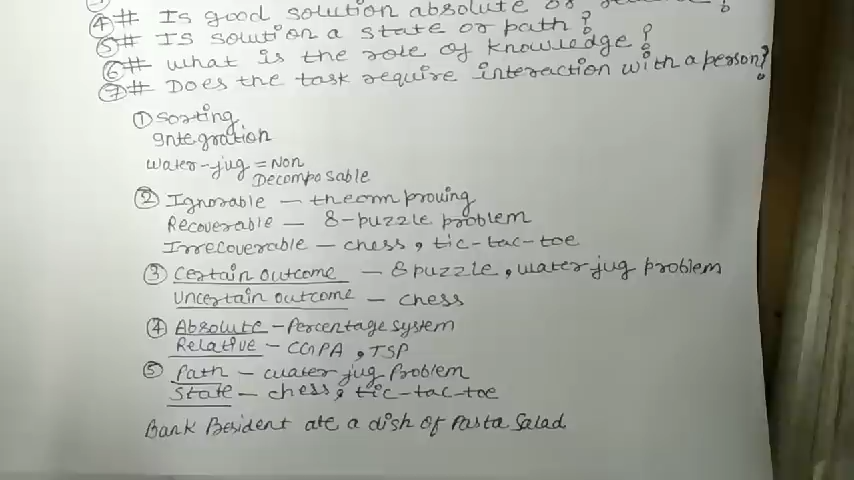 ④# Is good solution absolute or ?
⑤# Is solution a state or path?
⑥# what is the role of knowledge?
⑦# Does the task require interaction with a person?
① Sorting
Integration
water-jug = Non
Decomposable
② Ignorable - theorm proving
Recoverable - 8-puzzle problem
Irrecoverable - chess, tic-tac-toe
③ Certain outcome - 8 puzzle, water jug problem
Uncertain outcome - chess
④ Absolute - Percentage system
Relative - CGPA, TSP
⑤ Path - water jug Problem
State - chess, tic-tac-toe
Bank President ate a dish of Pasta Salad